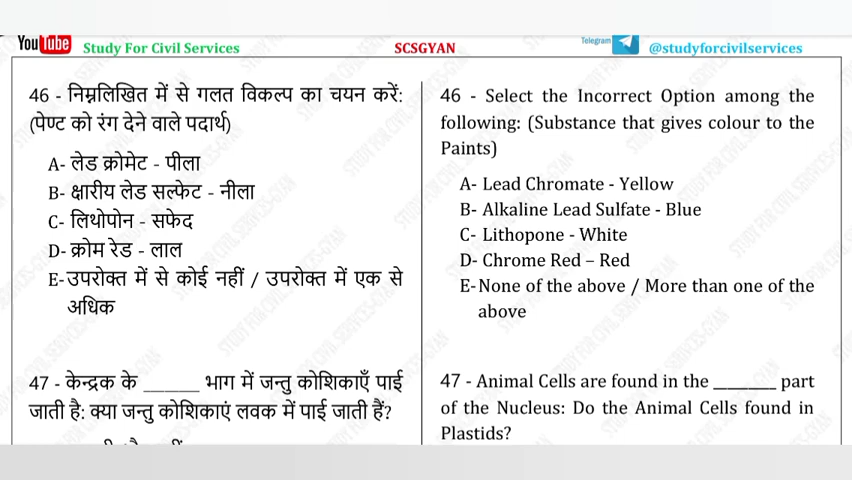 YouTube Study For Civil Services SCSGYAN Telegram @studyforcivilservices
46 - निम्नलिखित में से गलत विकल्प का चयन करें:
(पेण्ट को रंग देने वाले पदार्थ)
A- लेड क्रोमेट - पीला
B- क्षारीय लेड सल्फेट - नीला
C- लिथोपोन - सफेद
D- क्रोम रेड – लाल
E- उपरोक्त में से कोई नहीं / उपरोक्त में एक से
अधिक
47 - केन्द्रक के ______ भाग में जन्तु कोशिकाएँ पाई
जाती है: क्या जन्तु कोशिकाएं लवक में पाई जाती हैं?
46 - Select the Incorrect Option among the
following: (Substance that gives colour to the
Paints)
A- Lead Chromate - Yellow
B- Alkaline Lead Sulfate - Blue
C- Lithopone - White
D- Chrome Red – Red
E- None of the above / More than one of the
above
47 - Animal Cells are found in the ________ part
of the Nucleus: Do the Animal Cells found in
Plastids?